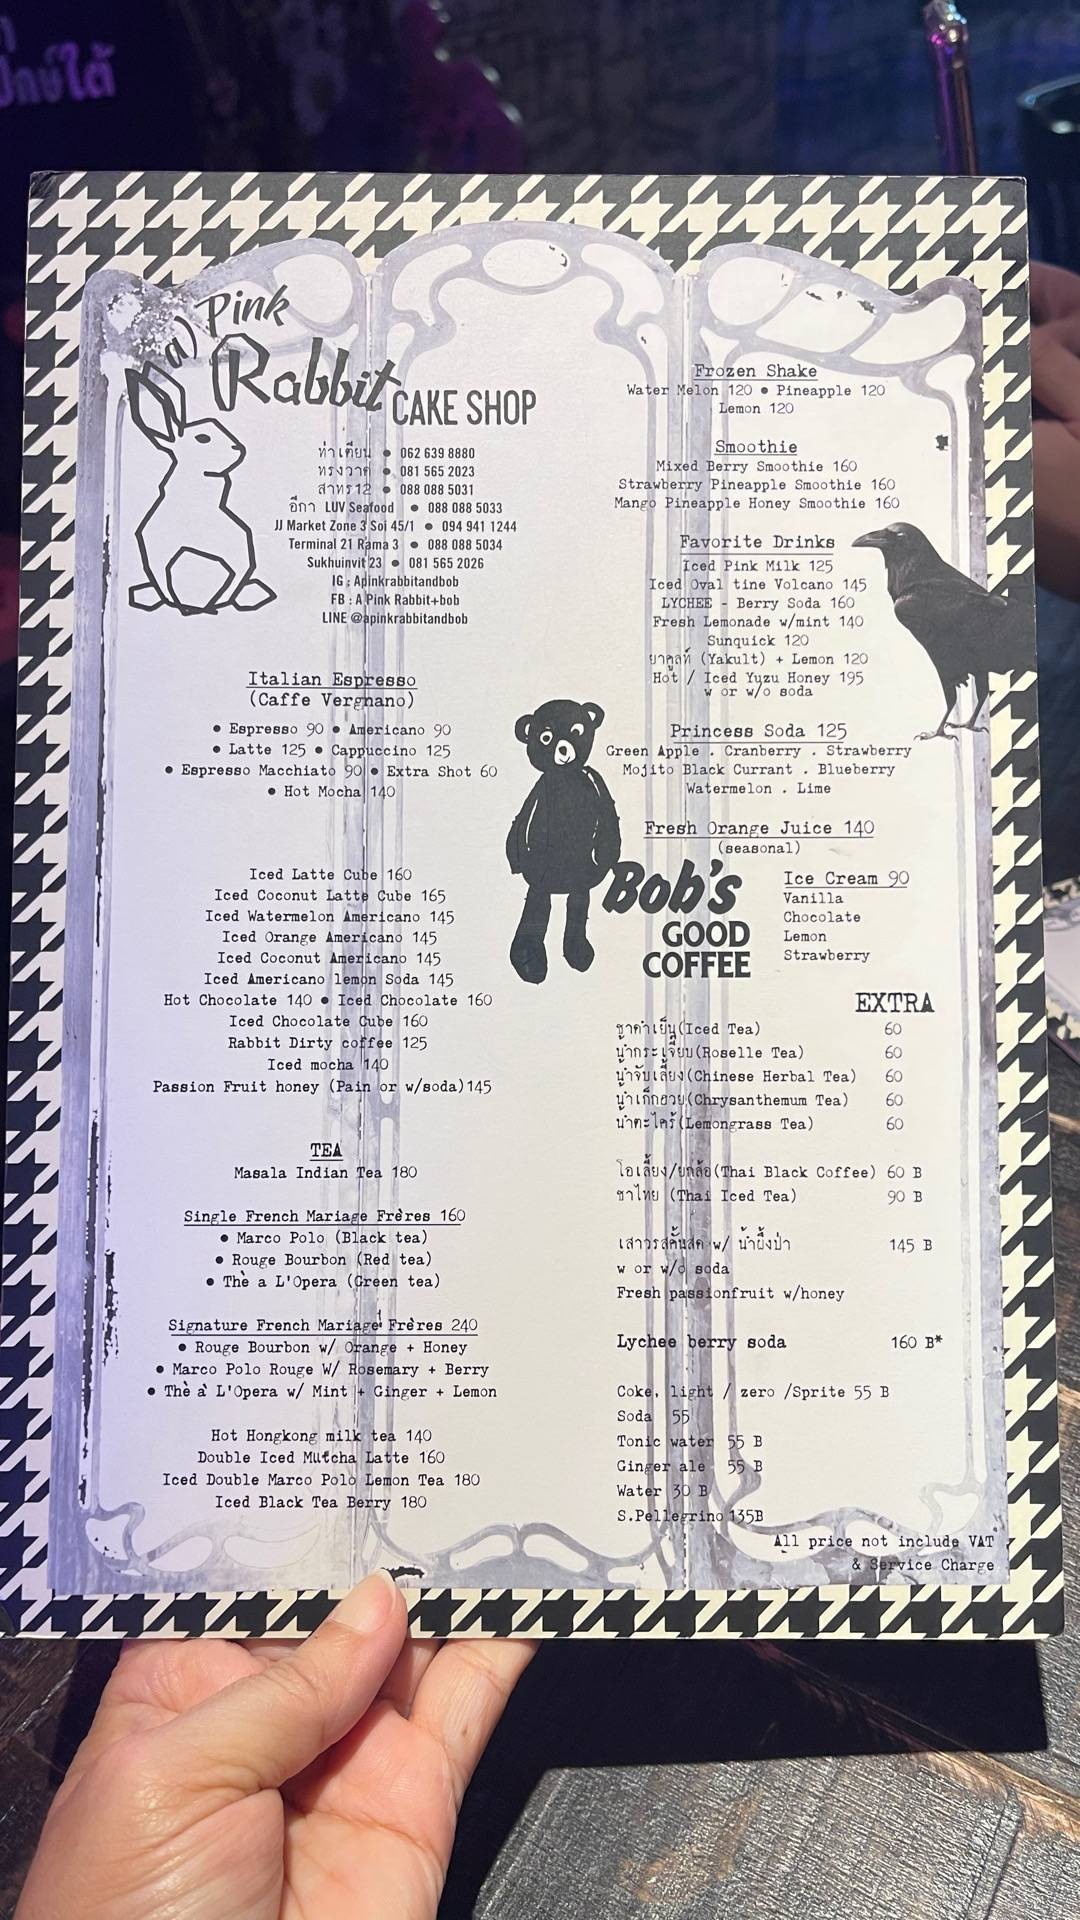 ปักษ์ใต้
a) Pink
Rabbit CAKE SHOP
ท่าเตียน • 062 639 8880
ทรงวาด • 081 565 2023
สาทร12 • 088 088 5031
อีกา LUV Seafood • 088 088 5033
JJ Market Zone 3 Soi 45/1 • 094 941 1244
Terminal 21 Rama 3 • 088 088 5034
Sukhuinvit 23 • 081 565 2026
IG : Apinkrabbitandbob
FB : A Pink Rabbit+bob
LINE @apinkrabbitandbob
Italian Espresso
(Caffe Vergnano)
• Espresso 90 • Americano 90
• Latte 125 • Cappuccino 125
• Espresso Macchiato 90 • Extra Shot 60
• Hot Mocha 140
Iced Latte Cube 160
Iced Coconut Latte Cube 165
Iced Watermelon Americano 145
Iced Orange Americano 145
Iced Coconut Americano 145
Iced Americano lemon Soda 145
Hot Chocolate 140 • Iced Chocolate 160
Iced Chocolate Cube 160
Rabbit Dirty coffee 125
Iced mocha 140
Passion Fruit honey (Pain or w/soda)145
TEA
Masala Indian Tea 180
Single French Mariage Frères 160
• Marco Polo (Black tea)
• Rouge Bourbon (Red tea)
• Thè a L'Opera (Green tea)
Signature French Mariage Frères 240
• Rouge Bourbon w/ Orange + Honey
• Marco Polo Rouge W/ Rosemary + Berry
• Thè à L'Opera w/ Mint + Ginger + Lemon
Hot Hongkong milk tea 140
Double Iced Mutcha Latte 160
Iced Double Marco Polo Lemon Tea 180
Iced Black Tea Berry 180
Frozen Shake
Water Melon 120 • Pineapple 120
Lemon 120
Smoothie
Mixed Berry Smoothie 160
Strawberry Pineapple Smoothie 160
Mango Pineapple Honey Smoothie 160
Favorite Drinks
Iced Pink Milk 125
Iced Oval tine Volcano 145
LYCHEE - Berry Soda 160
Fresh Lemonade w/mint 140
Sunquick 120
ยาคูลท์ (Yakult) + Lemon 120
Hot / Iced Yuzu Honey 195
w or w/o soda
Princess Soda 125
Green Apple . Cranberry . Strawberry
Mojito Black Currant . Blueberry
Watermelon . Lime
Fresh Orange Juice 140
(seasonal)
Bob's
GOOD
COFFEE
Ice Cream 90
Vanilla
Chocolate
Lemon
Strawberry
EXTRA
ชาดำเย็น(Iced Tea) 60
น้ำกระเจี๊ยบ(Roselle Tea) 60
น้ำจับเลี้ยง(Chinese Herbal Tea) 60
น้ำเก็กฮวย(Chrysanthemum Tea) 60
น้ำตะไคร้(Lemongrass Tea) 60
โอเลี้ยง/ยกล้อ(Thai Black Coffee) 60 B
ชาไทย (Thai Iced Tea) 90 B
เสาวรสคั้นสด w/ น้ำผึ้งป่า 145 B
w or w/o soda
Fresh passionfruit w/honey
Lychee berry soda 160 B*
Coke, light / zero /Sprite 55 B
Soda 55
Tonic water 55 B
Ginger ale 55 B
Water 30 B
S.Pellegrino 135B
All price not include VAT
& Service Charge